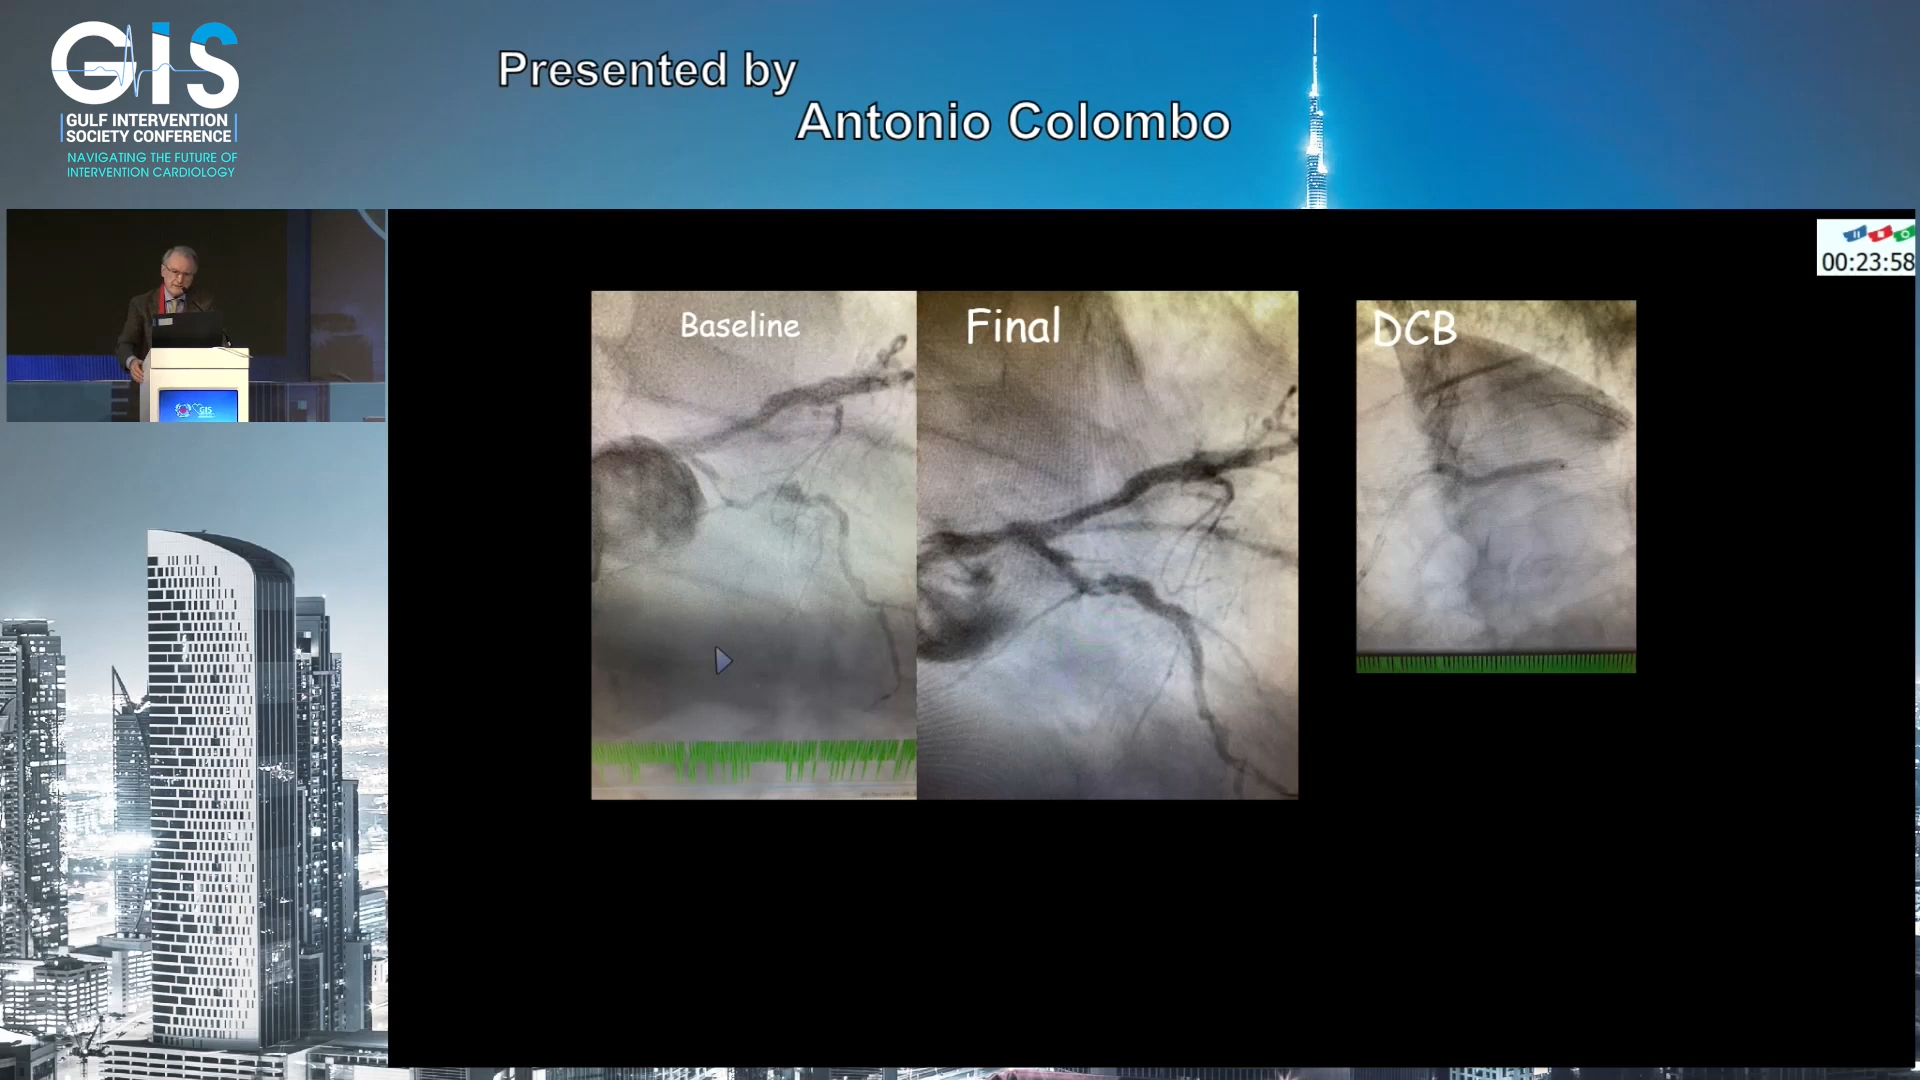 GIS
GULF INTERVENTION
SOCIETY CONFERENCE
NAVIGATING THE FUTURE OF
INTERVENTION CARDIOLOGY
Presented by
Antonio Colombo
00:23:58
Baseline
Final
DCB
GIS